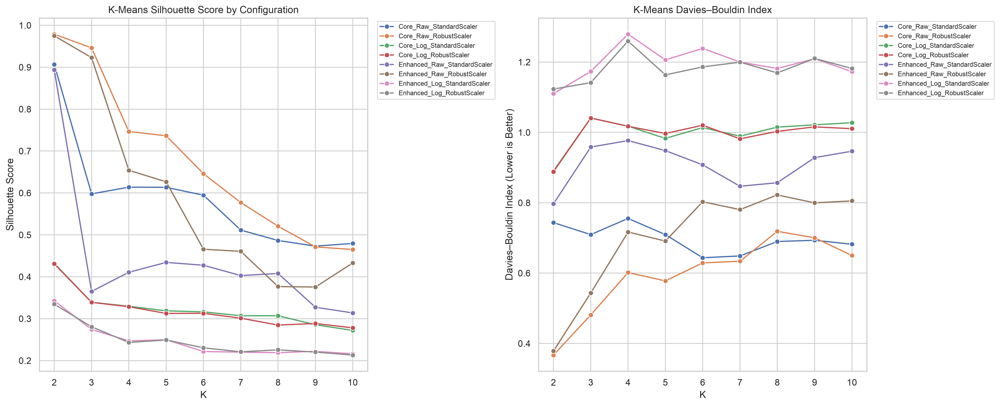 K-Means Silhouette Score by Configuration
Silhouette Score
1.0
0.9
0.8
0.7
0.6
0.5
0.4
0.3
0.2
2 3 4 5 6 7 8 9 10
K
Core_Raw_StandardScaler
Core_Raw_RobustScaler
Core_Log_StandardScaler
Core_Log_RobustScaler
Enhanced_Raw_StandardScaler
Enhanced_Raw_RobustScaler
Enhanced_Log_StandardScaler
Enhanced_Log_RobustScaler
K-Means Davies–Bouldin Index
Davies–Bouldin Index (Lower is Better)
1.2
1.0
0.8
0.6
0.4
2 3 4 5 6 7 8 9 10
K
Core_Raw_StandardScaler
Core_Raw_RobustScaler
Core_Log_StandardScaler
Core_Log_RobustScaler
Enhanced_Raw_StandardScaler
Enhanced_Raw_RobustScaler
Enhanced_Log_StandardScaler
Enhanced_Log_RobustScaler